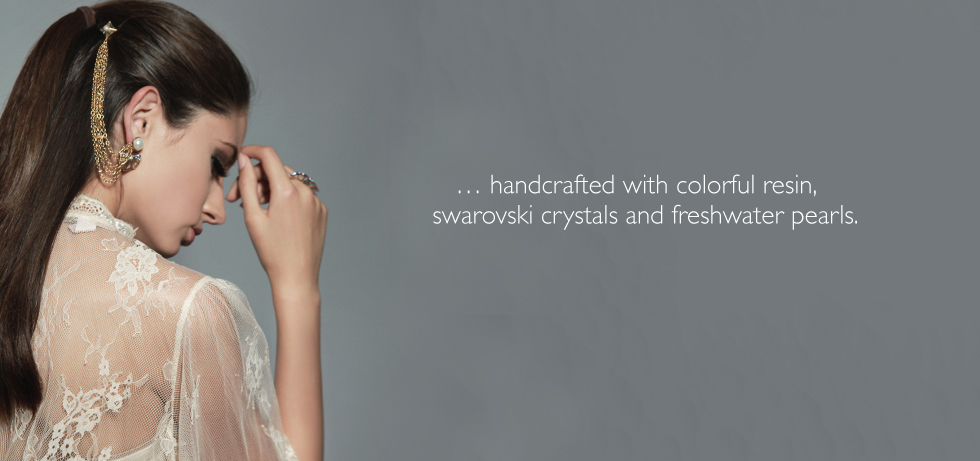 … handcrafted with colorful resin,
swarovski crystals and freshwater pearls.